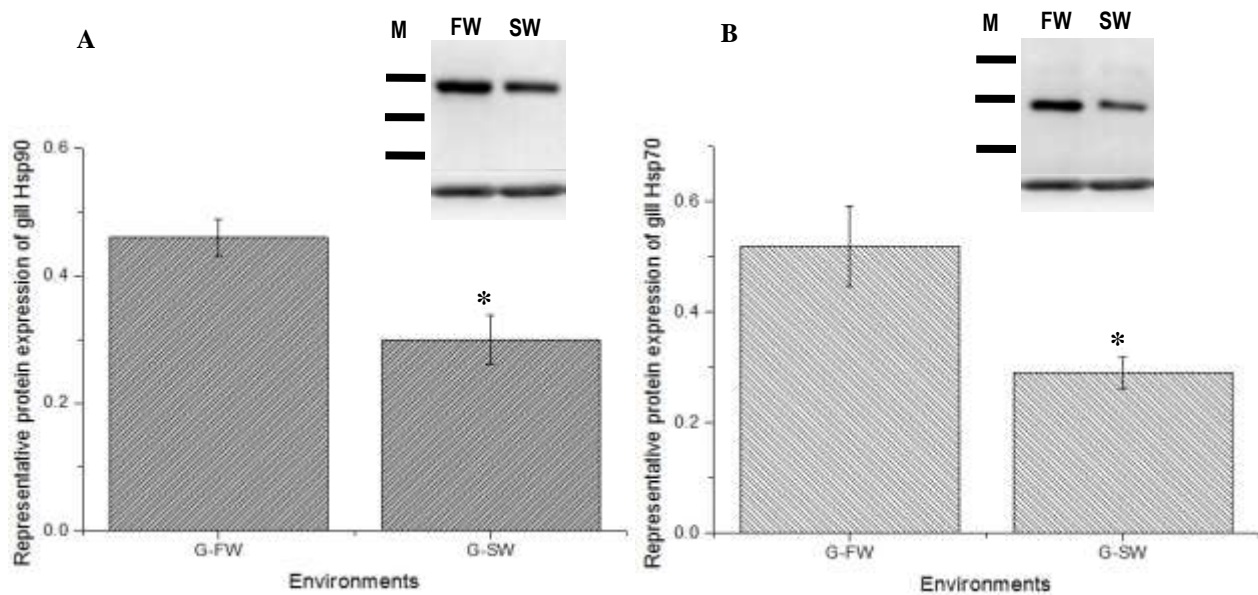 A
M FW SW
Representative protein expression of gill Hsp90
0.6
0.4
0.2
0.0
G-FW G-SW
Environments
*
B
M FW SW
Representative protein expression of gill Hsp70
0.6
0.4
0.2
0.0
G-FW G-SW
Environments
*